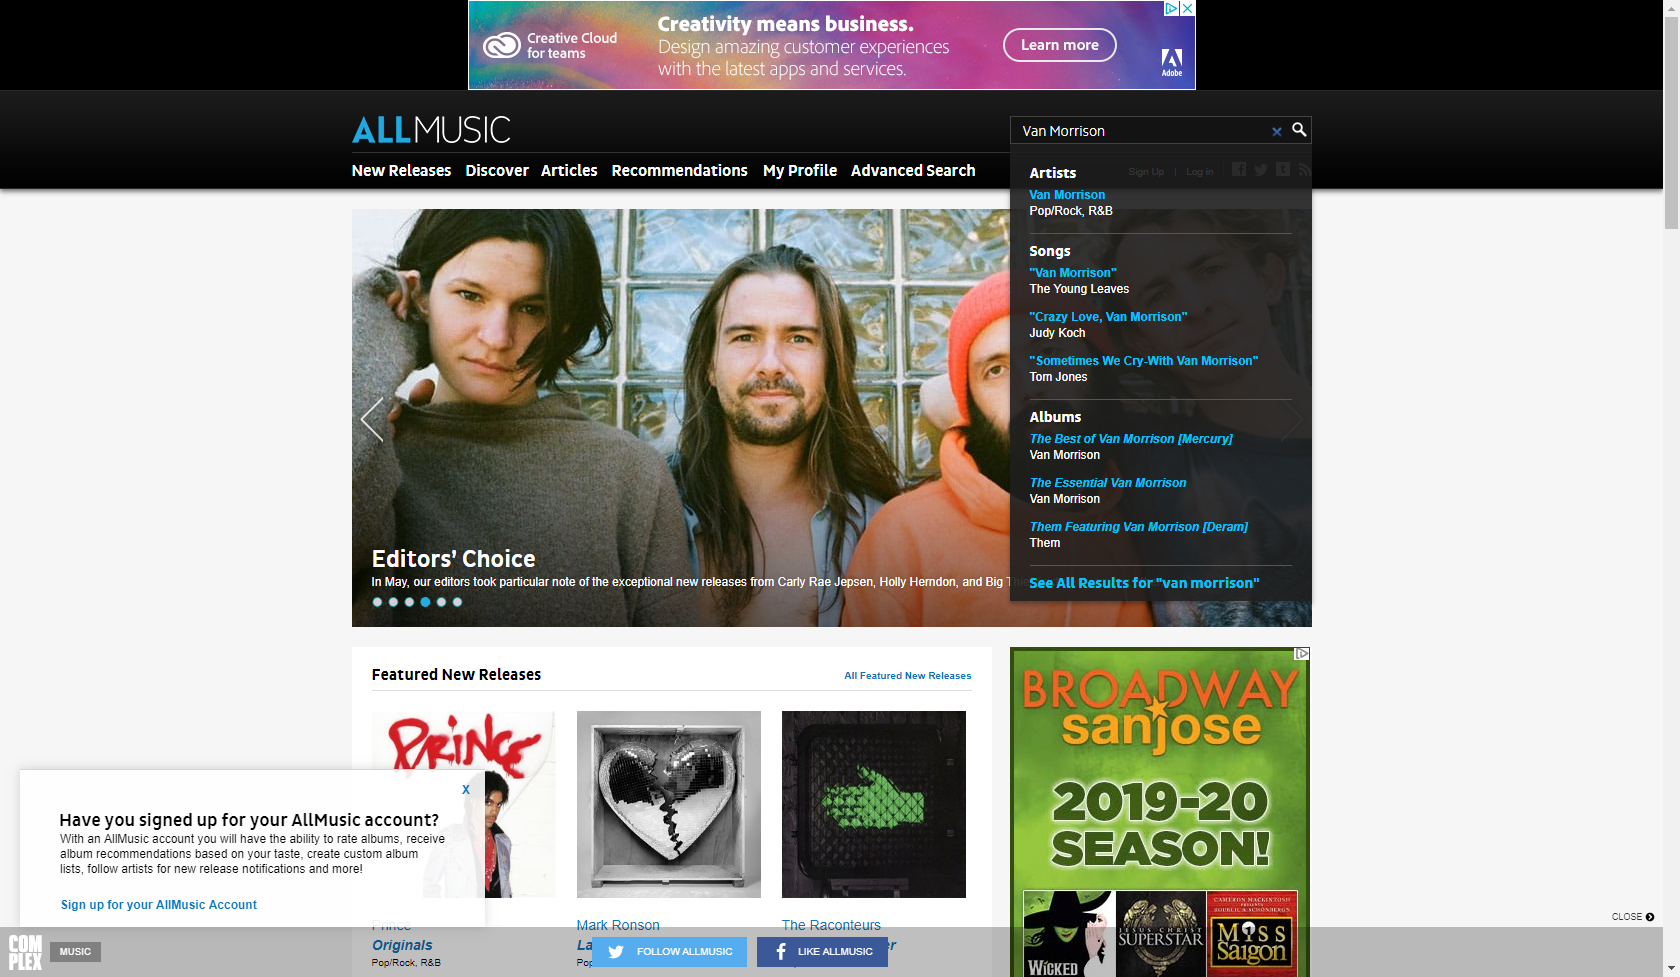 Creative Cloud
for teams
Creativity means business.
Design amazing customer experiences
with the latest apps and services.
Learn more
Adobe
ALLMUSIC
Van Morrison
New Releases
Discover
Articles
Recommendations
My Profile
Advanced Search
Sign Up | Log in
Artists
Van Morrison
Pop/Rock, R&B
Songs
"Van Morrison"
The Young Leaves
"Crazy Love, Van Morrison"
Judy Koch
"Sometimes We Cry-With Van Morrison"
Tom Jones
Albums
The Best of Van Morrison [Mercury]
Van Morrison
The Essential Van Morrison
Van Morrison
Them Featuring Van Morrison [Deram]
Them
See All Results for "van morrison"
Editors' Choice
In May, our editors took particular note of the exceptional new releases from Carly Rae Jepsen, Holly Herndon, and Big Thie
Featured New Releases
All Featured New Releases
PRINCE
Prince
Originals
Pop/Rock, R&B
Mark Ronson
La
Pop
The Raconteurs
er
X
Have you signed up for your AllMusic account?
With an AllMusic account you will have the ability to rate albums, receive
album recommendations based on your taste, create custom album
lists, follow artists for new release notifications and more!
Sign up for your AllMusic Account
BROADWAY
sanjose
2019-20
SEASON!
WICKED
JESUS CHRIST
SUPERSTAR
CAMERON MACKINTOSH
PRESENTS
BOUBLIL & SCHÖNBERG'S
MISS
SAIGON
CLOSE
COM
PLEX
MUSIC
FOLLOW ALLMUSIC
LIKE ALLMUSIC